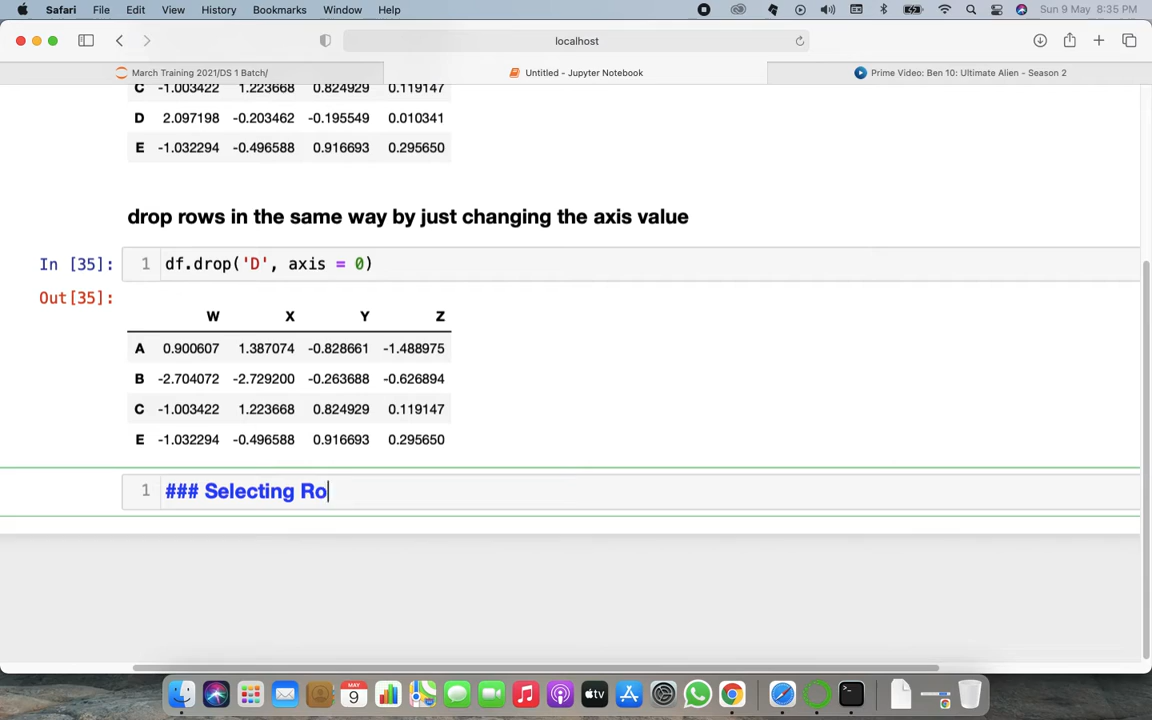 Safari File Edit View History Bookmarks Window Help Sun 9 May 8:35 PM
localhost
March Training 2021/DS 1 Batch/ Untitled - Jupyter Notebook Prime Video: Ben 10: Ultimate Alien - Season 2
C -1.003422 1.223668 0.824929 0.119147
D 2.097198 -0.203462 -0.195549 0.010341
E -1.032294 -0.496588 0.916693 0.295650
drop rows in the same way by just changing the axis value
In [35]: 1 df.drop('D', axis = 0)
Out[35]:
W X Y Z
A 0.900607 1.387074 -0.828661 -1.488975
B -2.704072 -2.729200 -0.263688 -0.626894
C -1.003422 1.223668 0.824929 0.119147
E -1.032294 -0.496588 0.916693 0.295650
1 ### Selecting Ro
MAY
9
tv